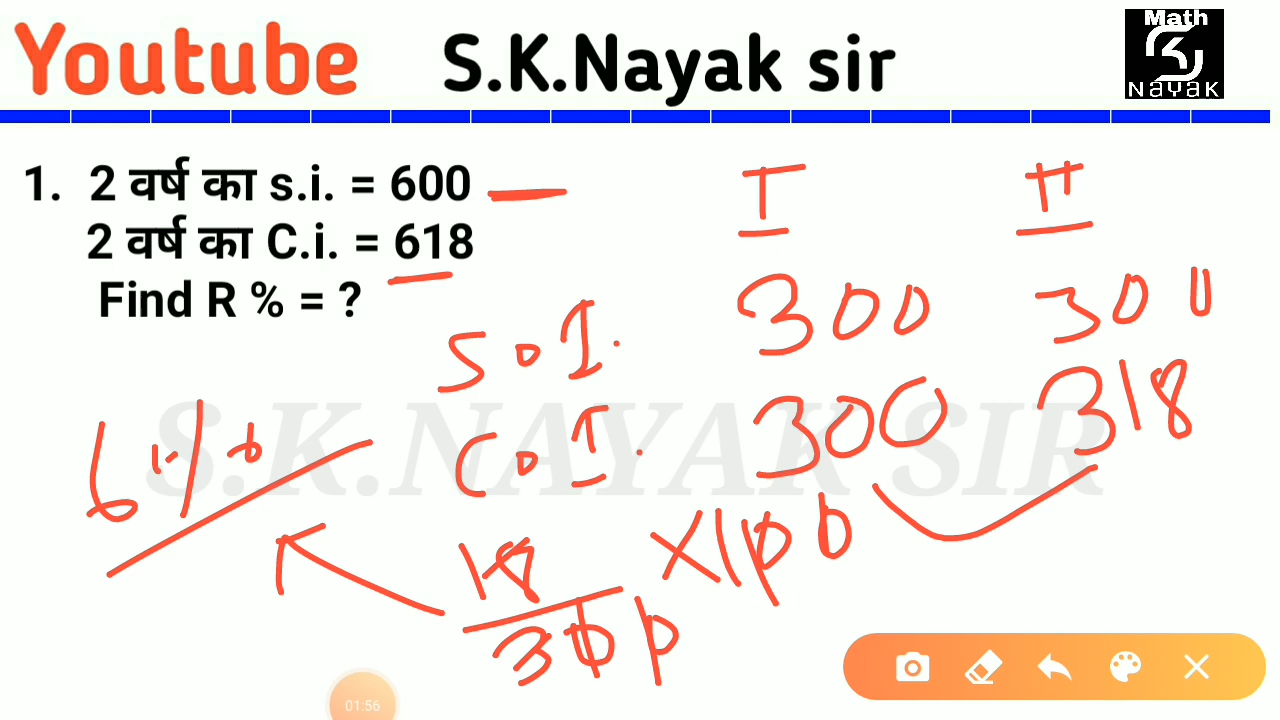 Youtube S.K.Nayak sir
Math
NAYAK
1. 2 वर्ष का s.i. = 600
2 वर्ष का C.i. = 618
Find R % = ?
I II
S.I. 300 300
C.I. 300 318
S.K.NAYAK SIR
6%
18/300 X100
01:56